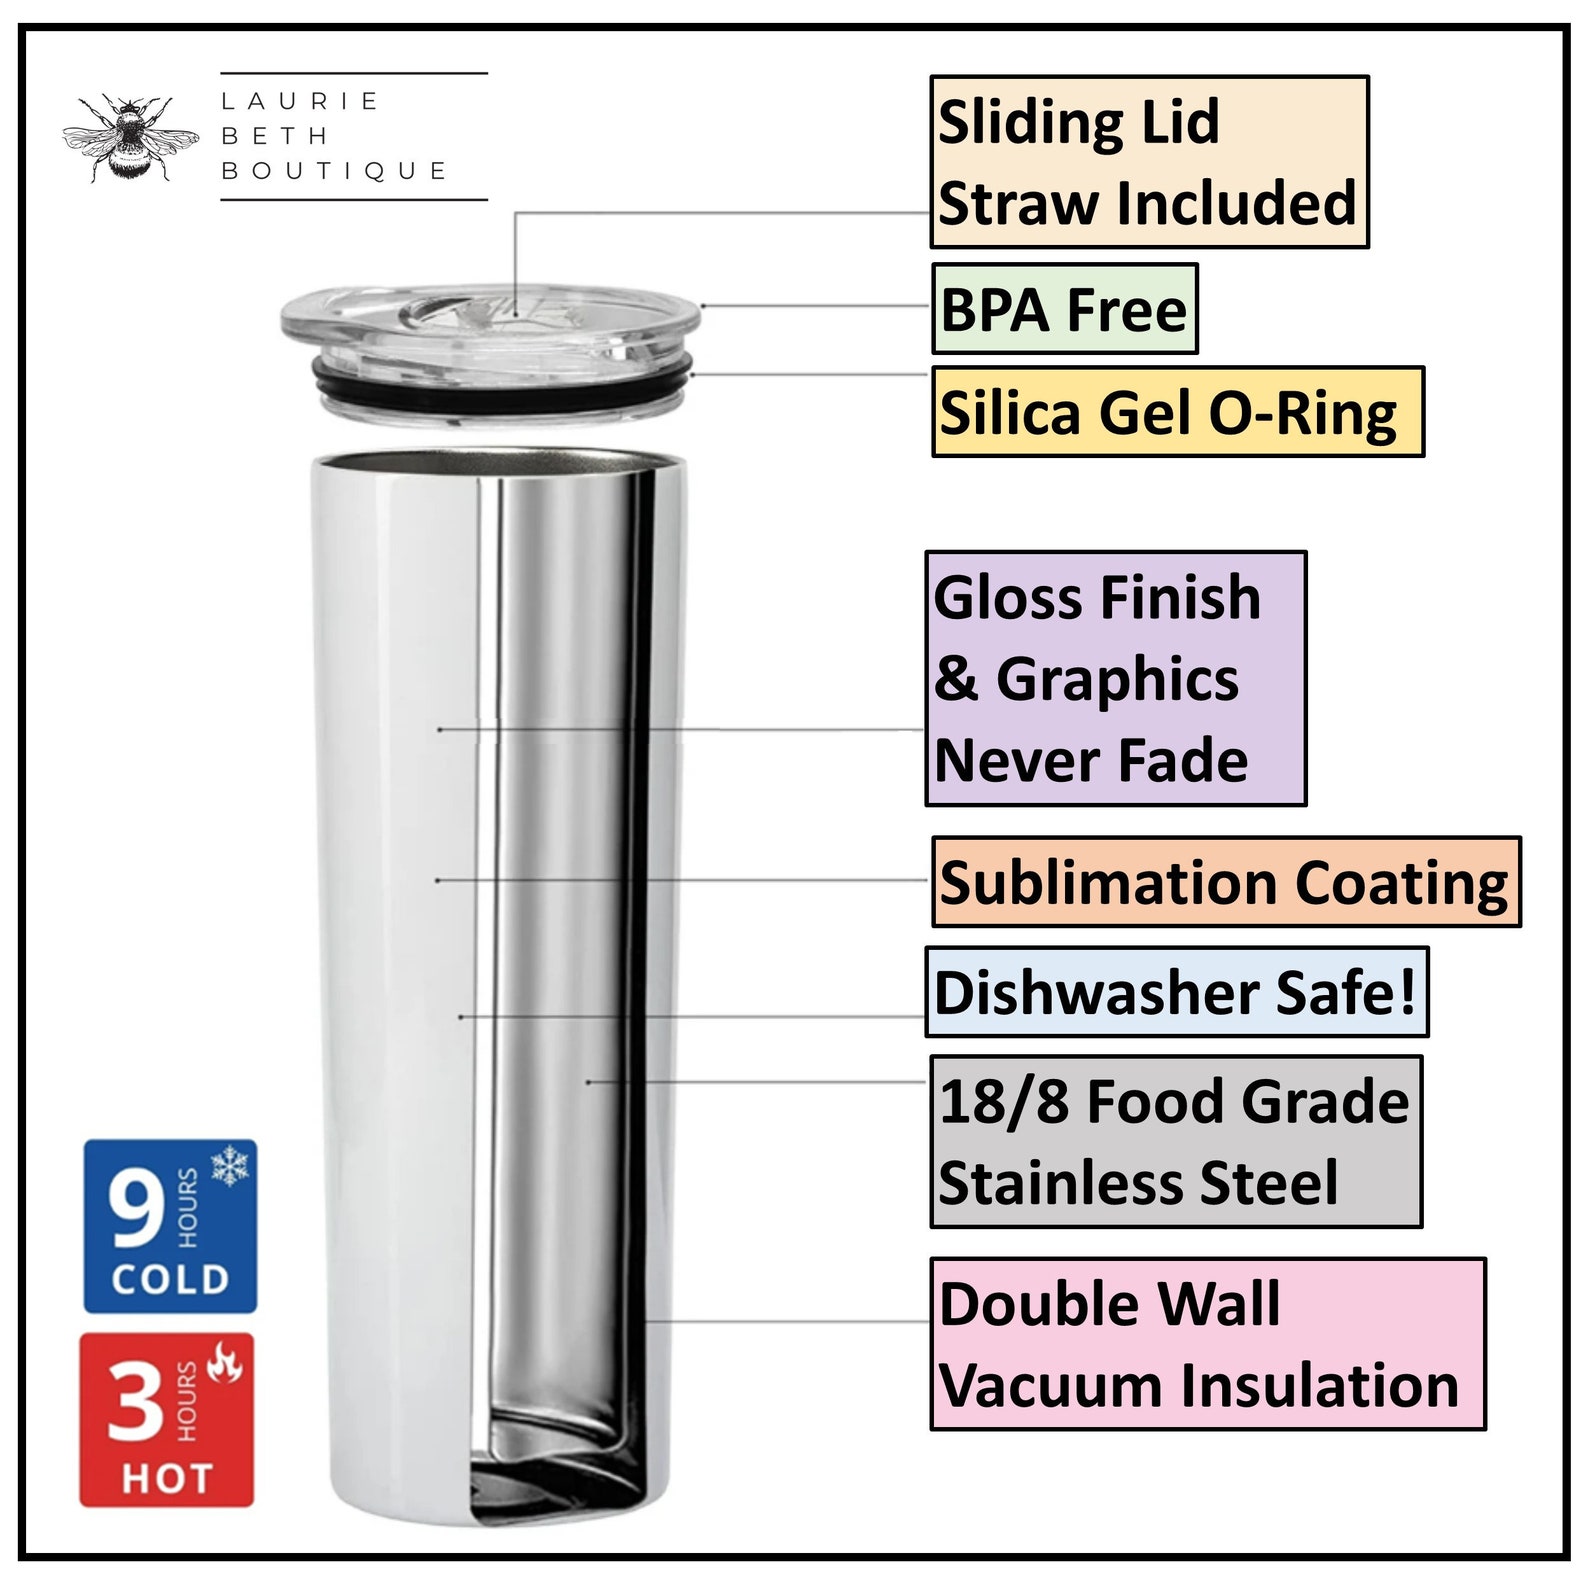 LAURIE
BETH
BOUTIQUE
Sliding Lid
Straw Included
BPA Free
Silica Gel O-Ring
Gloss Finish
& Graphics
Never Fade
Sublimation Coating
Dishwasher Safe!
18/8 Food Grade
Stainless Steel
Double Wall
Vacuum Insulation
9 HOURS
COLD
3 HOURS
HOT